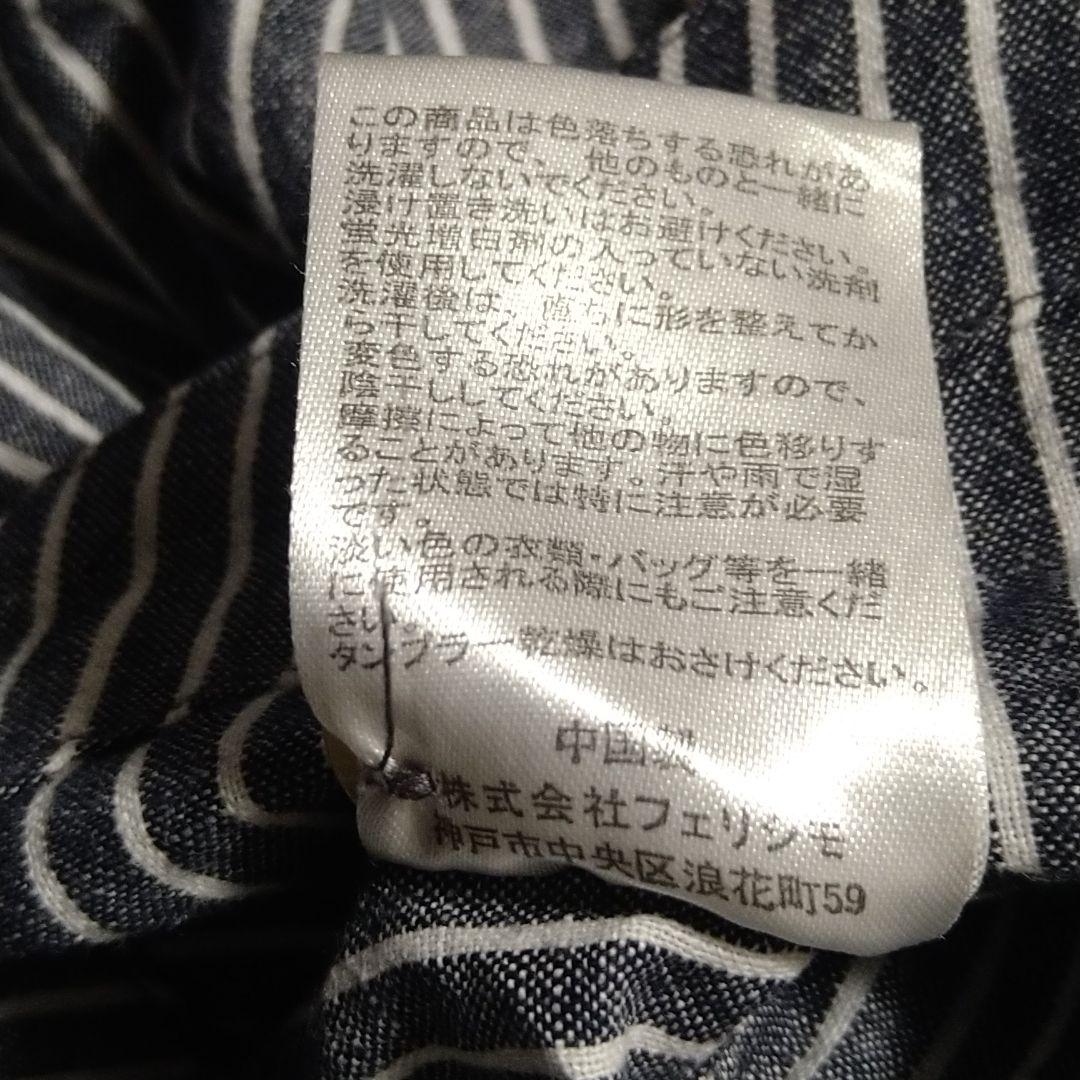 この商品は色落ちする恐れがあ
りますので、他のものと一緒に
洗濯しないでください。
浸け置き洗いはお避けください。
蛍光増白剤の入っていない洗剤
を使用してください。
洗濯後は、直ちに形を整えてか
ら干してください。
変色する恐れがありますので、
陰干ししてください。
摩擦によって他の物に色移りす
ることがあります。汗や雨で湿
った状態では特に注意が必要
です。
淡い色の衣類・バッグ等を一緒
に使用される際にもご注意くだ
さい。
タンブラー乾燥はおさけください。
中国製
株式会社フェリシモ
神戸市中央区浪花町59